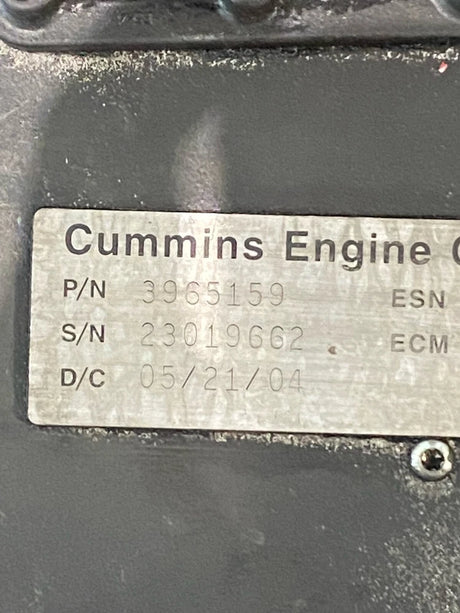 Cummins Engine C
P/N 3965159 ESN
S/N 23019662 ECM
D/C 05/21/04